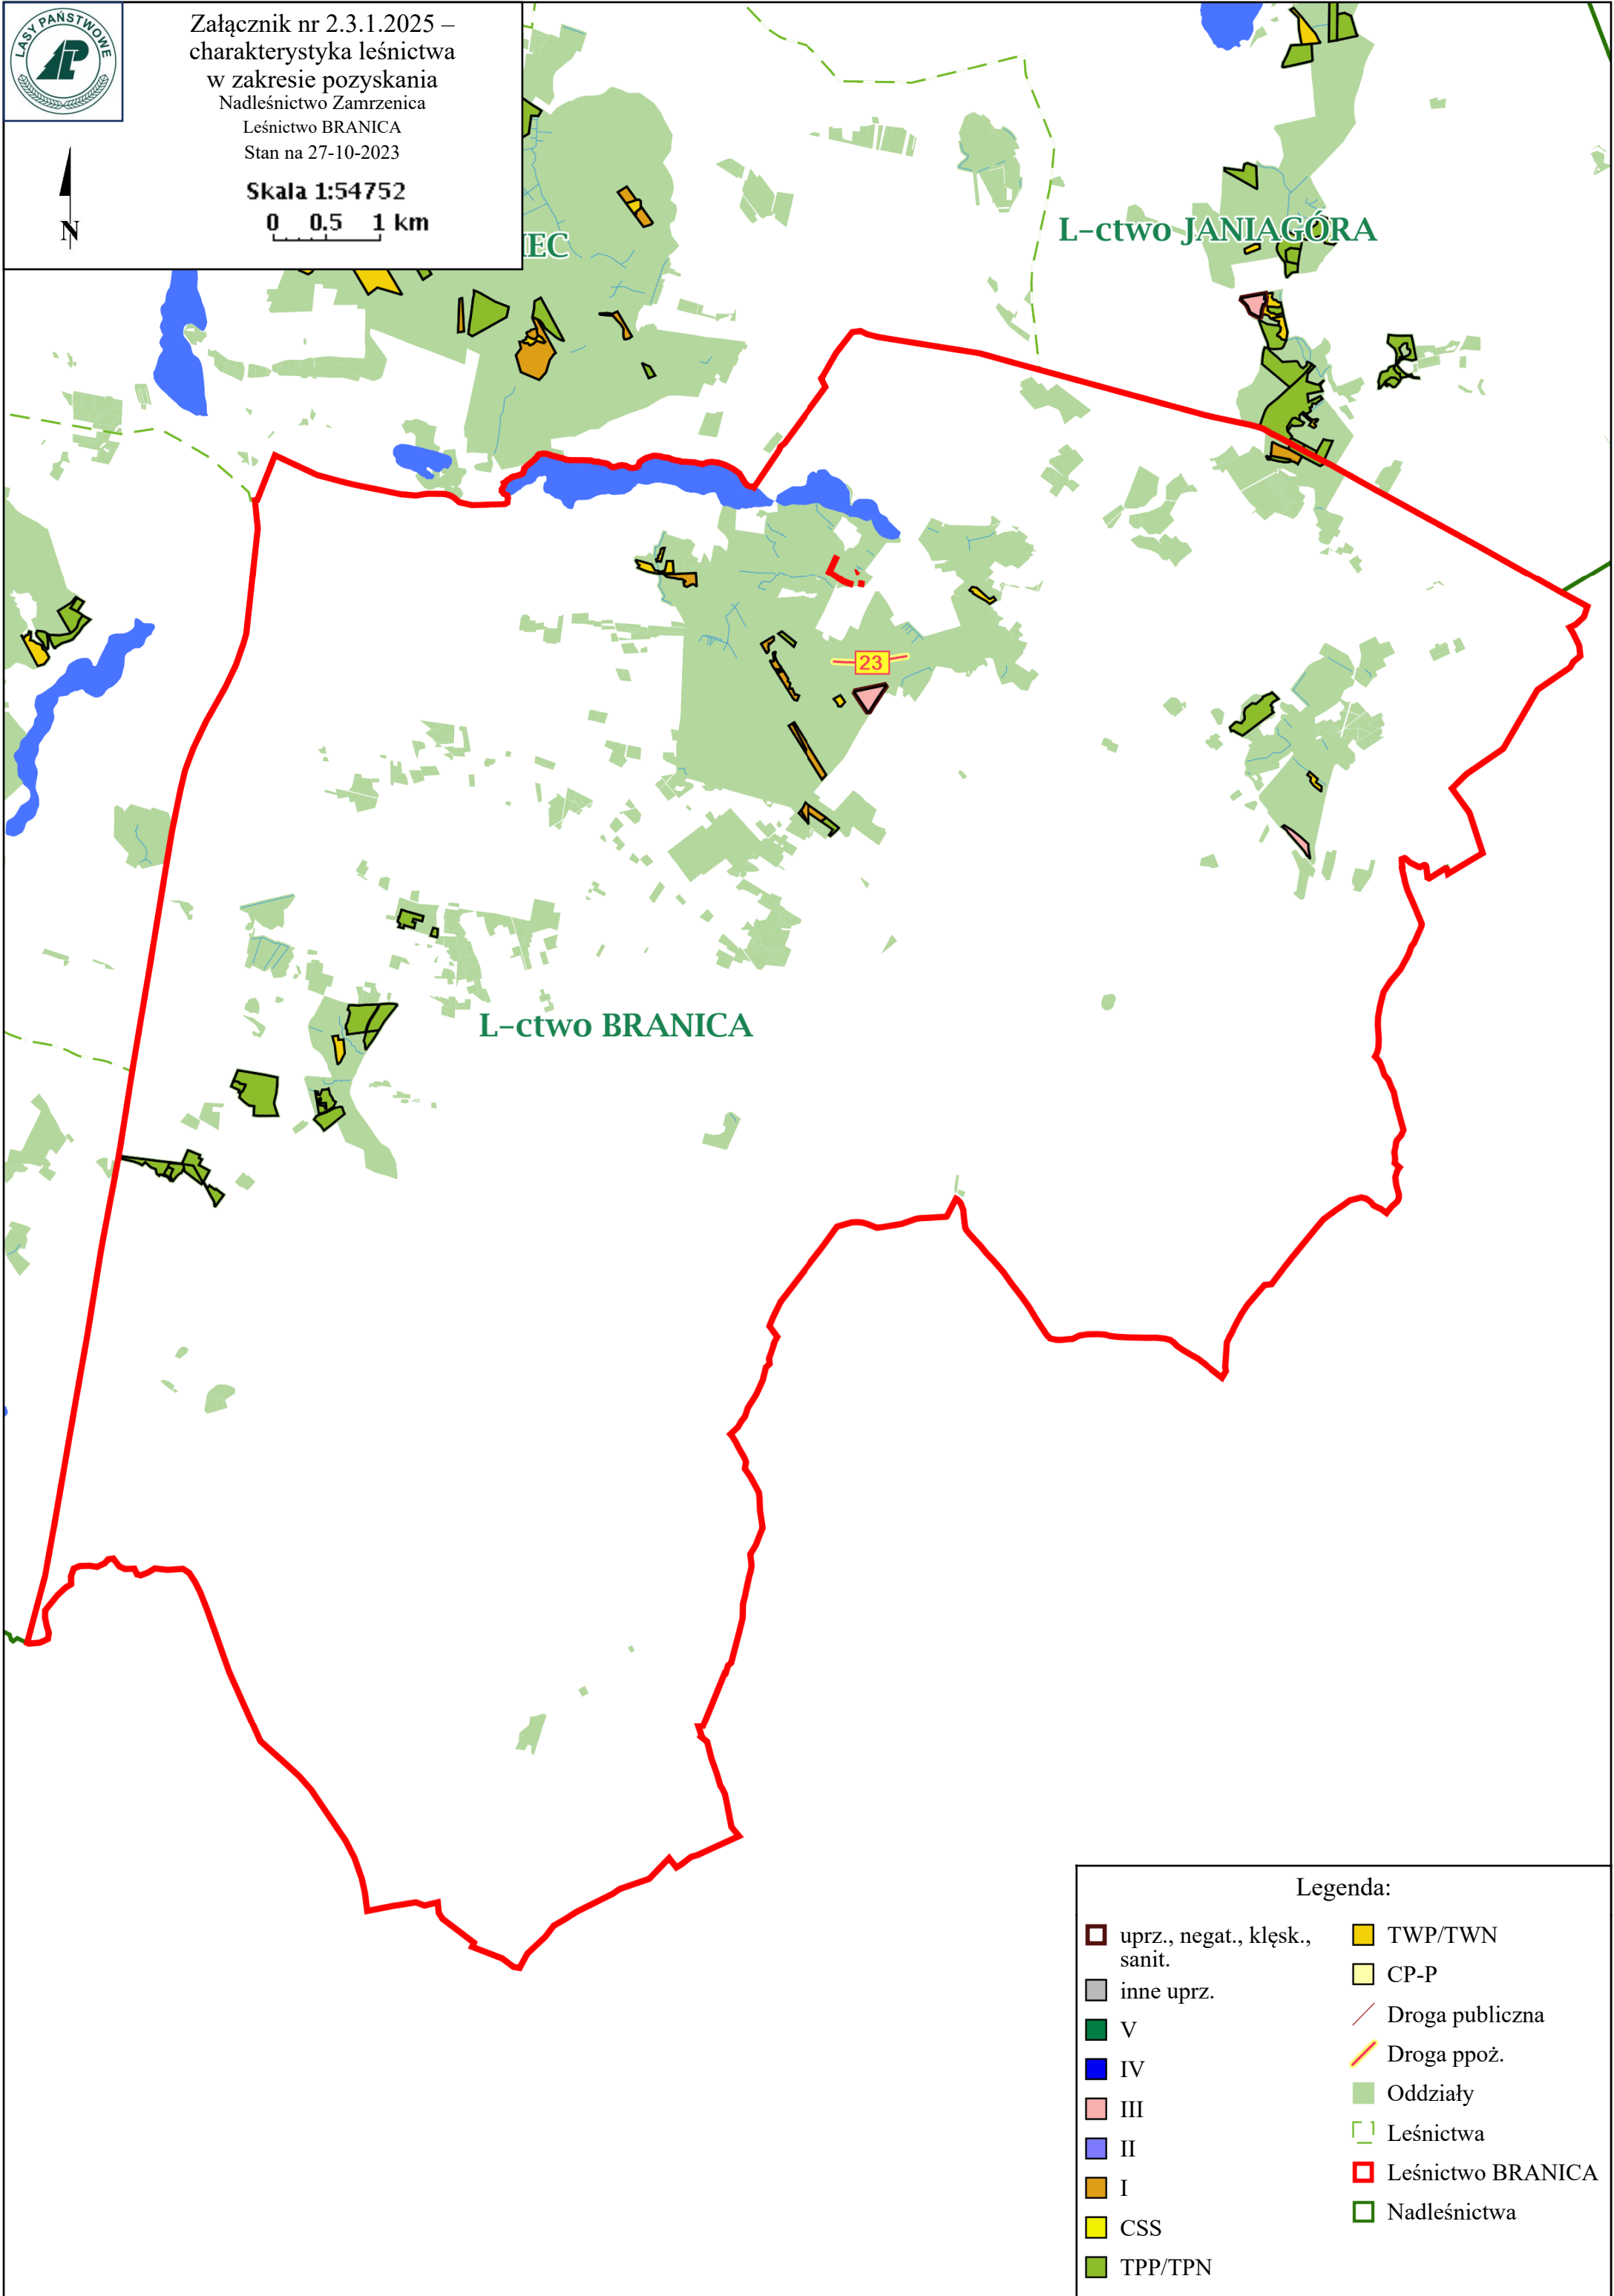 LASY PAŃSTWOWE
LP
Załącznik nr 2.3.1.2025 –
charakterystyka leśnictwa
w zakresie pozyskania
Nadleśnictwo Zamrzenica
Leśnictwo BRANICA
Stan na 27-10-2023
N
Skala 1:54752
0 0.5 1 km
IEC
L-ctwo JANIAGÓRA
23
L-ctwo BRANICA
Legenda:
uprz., negat., klęsk.,
sanit.
inne uprz.
V
IV
III
II
I
CSS
TPP/TPN
TWP/TWN
CP-P
Droga publiczna
Droga ppoż.
Oddziały
Leśnictwa
Leśnictwo BRANICA
Nadleśnictwa